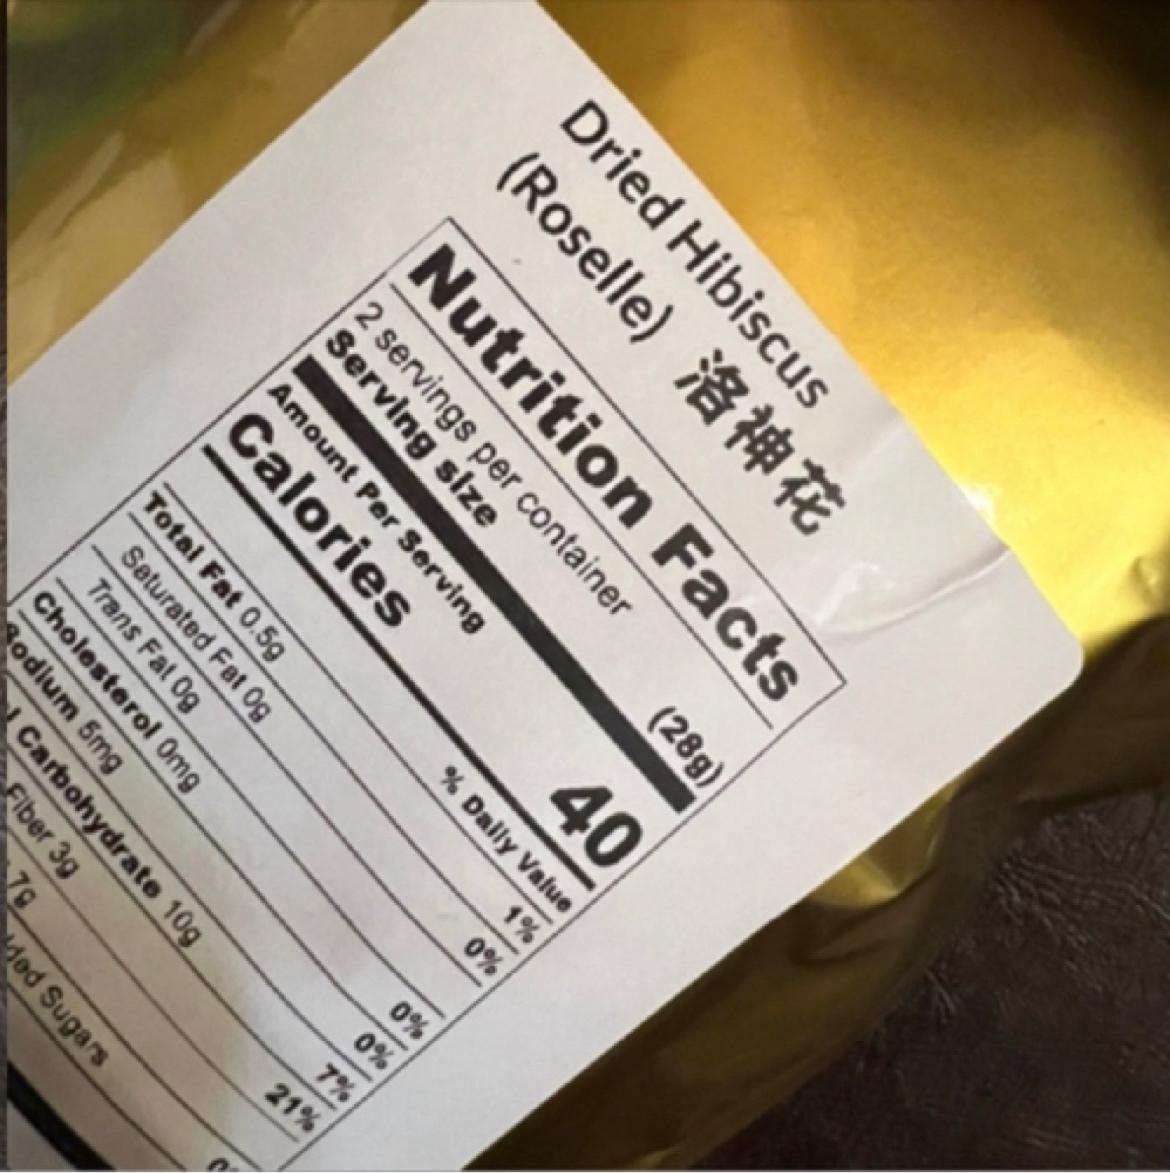 Dried Hibiscus
(Roselle) 洛神花
Nutrition Facts
2 servings per container
Serving size (28g)
Amount Per Serving
Calories 40
% Daily Value
Total Fat 0.5g 1%
Saturated Fat 0g 0%
Trans Fat 0g
Cholesterol 0mg 0%
Sodium 5mg 0%
Carbohydrate 10g 7%
Fiber 3g 21%
7g
Sugars